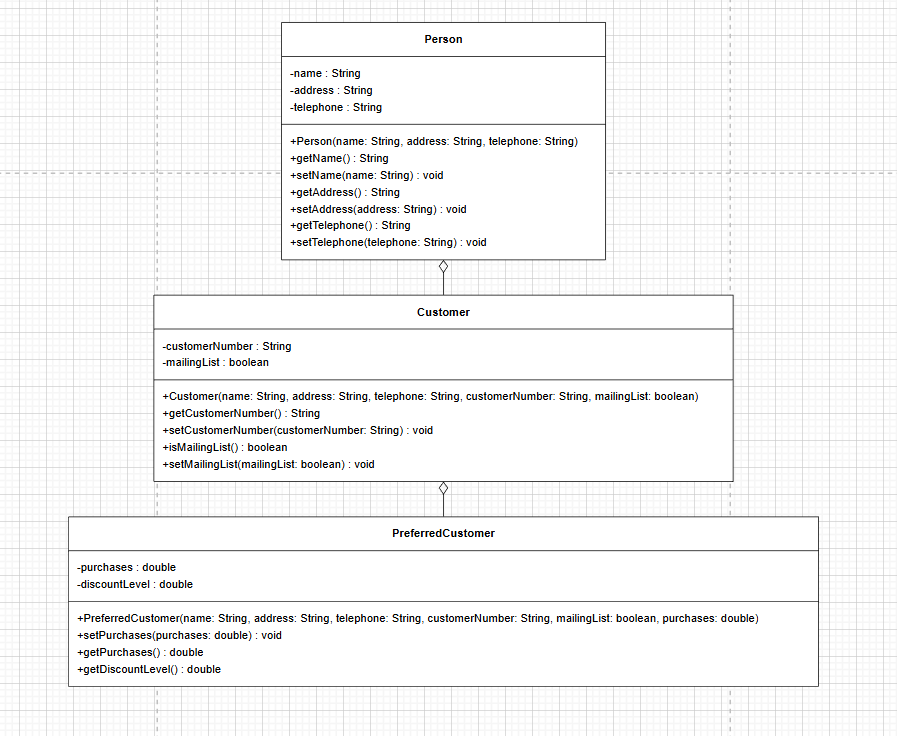 Person
-name : String
-address : String
-telephone : String
+Person(name: String, address: String, telephone: String)
+getName() : String
+setName(name: String) : void
+getAddress() : String
+setAddress(address: String) : void
+getTelephone() : String
+setTelephone(telephone: String) : void
Customer
-customerNumber : String
-mailingList : boolean
+Customer(name: String, address: String, telephone: String, customerNumber: String, mailingList: boolean)
+getCustomerNumber() : String
+setCustomerNumber(customerNumber: String) : void
+isMailingList() : boolean
+setMailingList(mailingList: boolean) : void
PreferredCustomer
-purchases : double
-discountLevel : double
+PreferredCustomer(name: String, address: String, telephone: String, customerNumber: String, mailingList: boolean, purchases: double)
+setPurchases(purchases: double) : void
+getPurchases() : double
+getDiscountLevel() : double